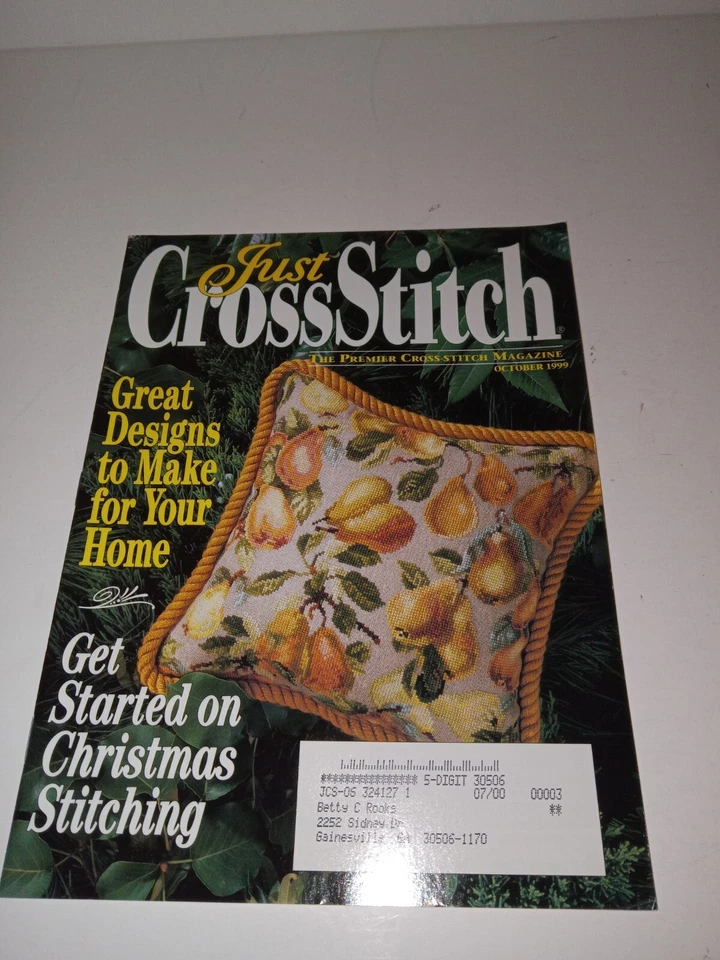 Just
CrossStitch®
THE PREMIER CROSS-STITCH MAGAZINE
OCTOBER 1999
Great
Designs
to Make
for Your
Home
Get
Started on
Christmas
Stitching
**************** 5-DIGIT 30506
JCS-06 324127 1 07/00 00003
Betty C Rooks **
2252 Sidney Dr
Gainesville GA 30506-1170